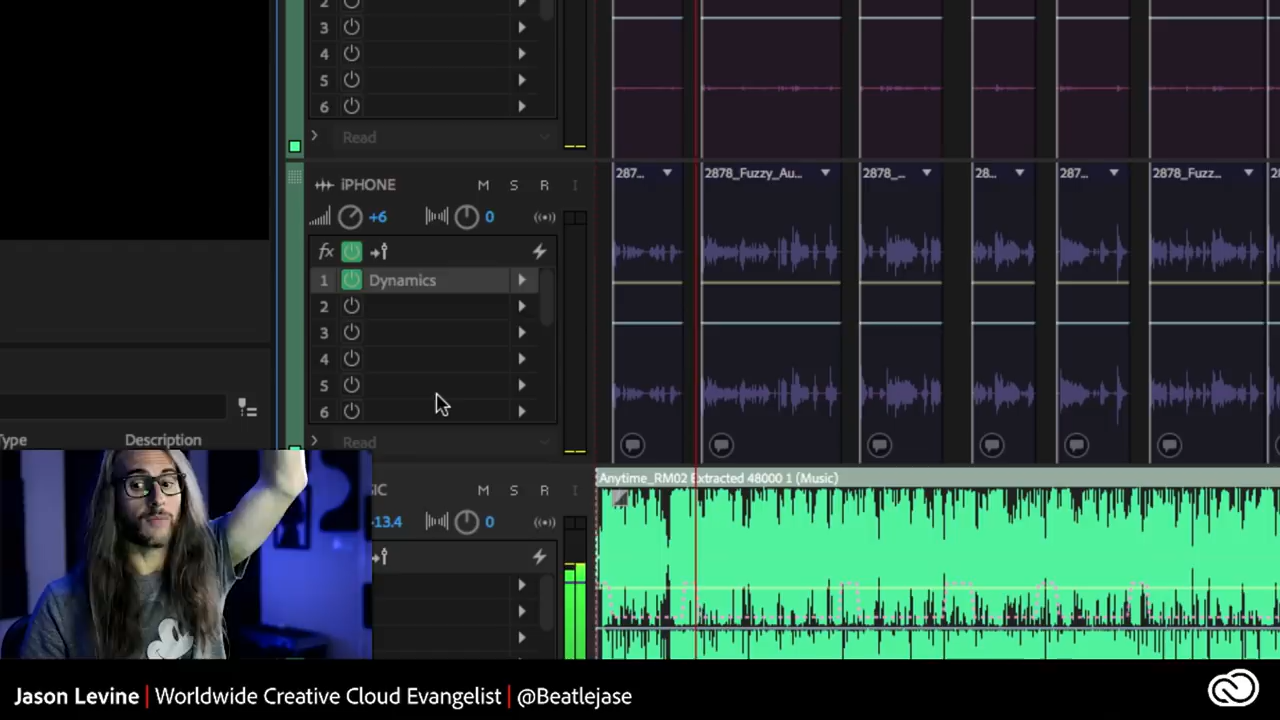 2
3
4
5
6
Read
iPHONE M S R I
+6 0
fx
1 Dynamics
2
3
4
5
6
Read
287... 2878_Fuzzy_Au... 2878_... 28... 287... 2878_Fuzz...
Type Description
SIC M S R I
-13.4 0
Anytime_RM02 Extracted 48000 1 (Music)
Jason Levine | Worldwide Creative Cloud Evangelist | @Beatlejase